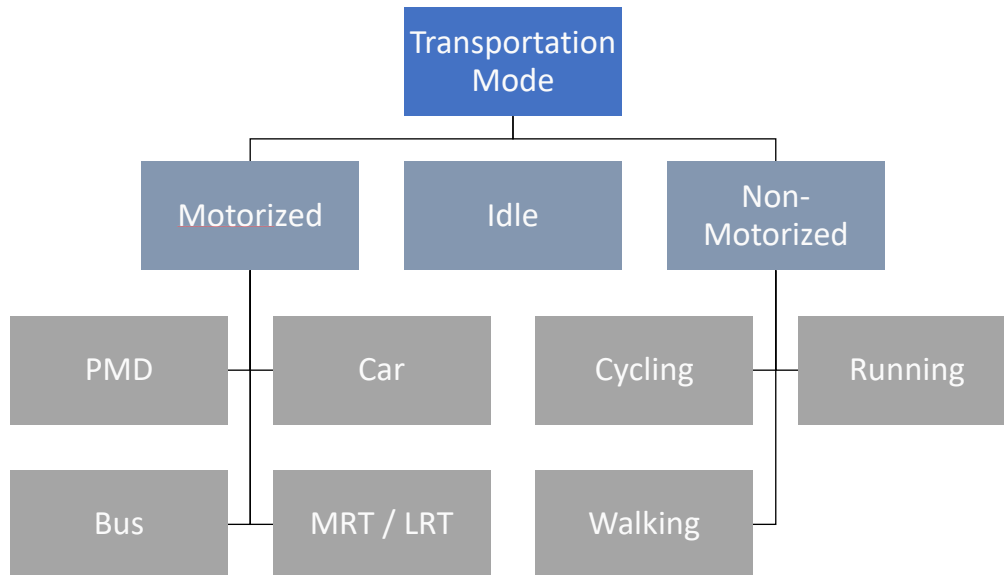 Transportation
Mode
Motorized
Idle
Non-
Motorized
PMD
Car
Cycling
Running
Bus
MRT / LRT
Walking